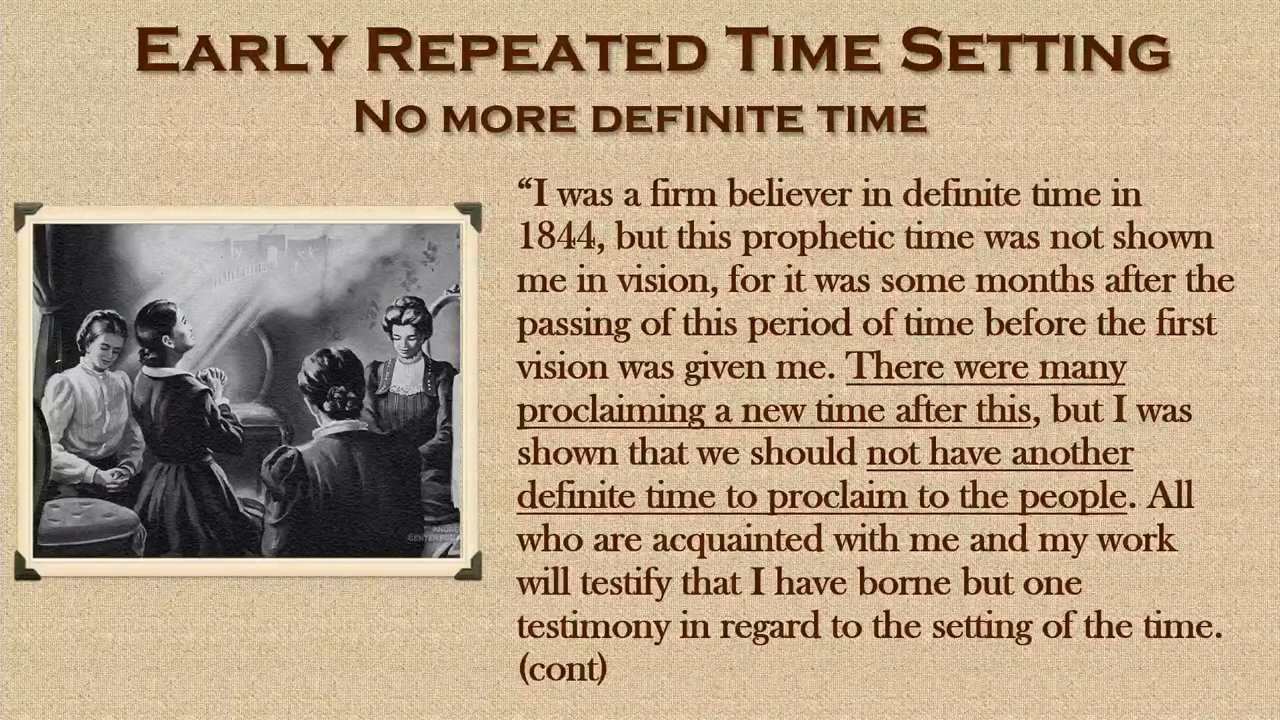 Early Repeated Time Setting
No more definite time
“I was a firm believer in definite time in
1844, but this prophetic time was not shown
me in vision, for it was some months after the
passing of this period of time before the first
vision was given me. There were many
proclaiming a new time after this, but I was
shown that we should not have another
definite time to proclaim to the people. All
who are acquainted with me and my work
will testify that I have borne but one
testimony in regard to the setting of the time.
(cont)